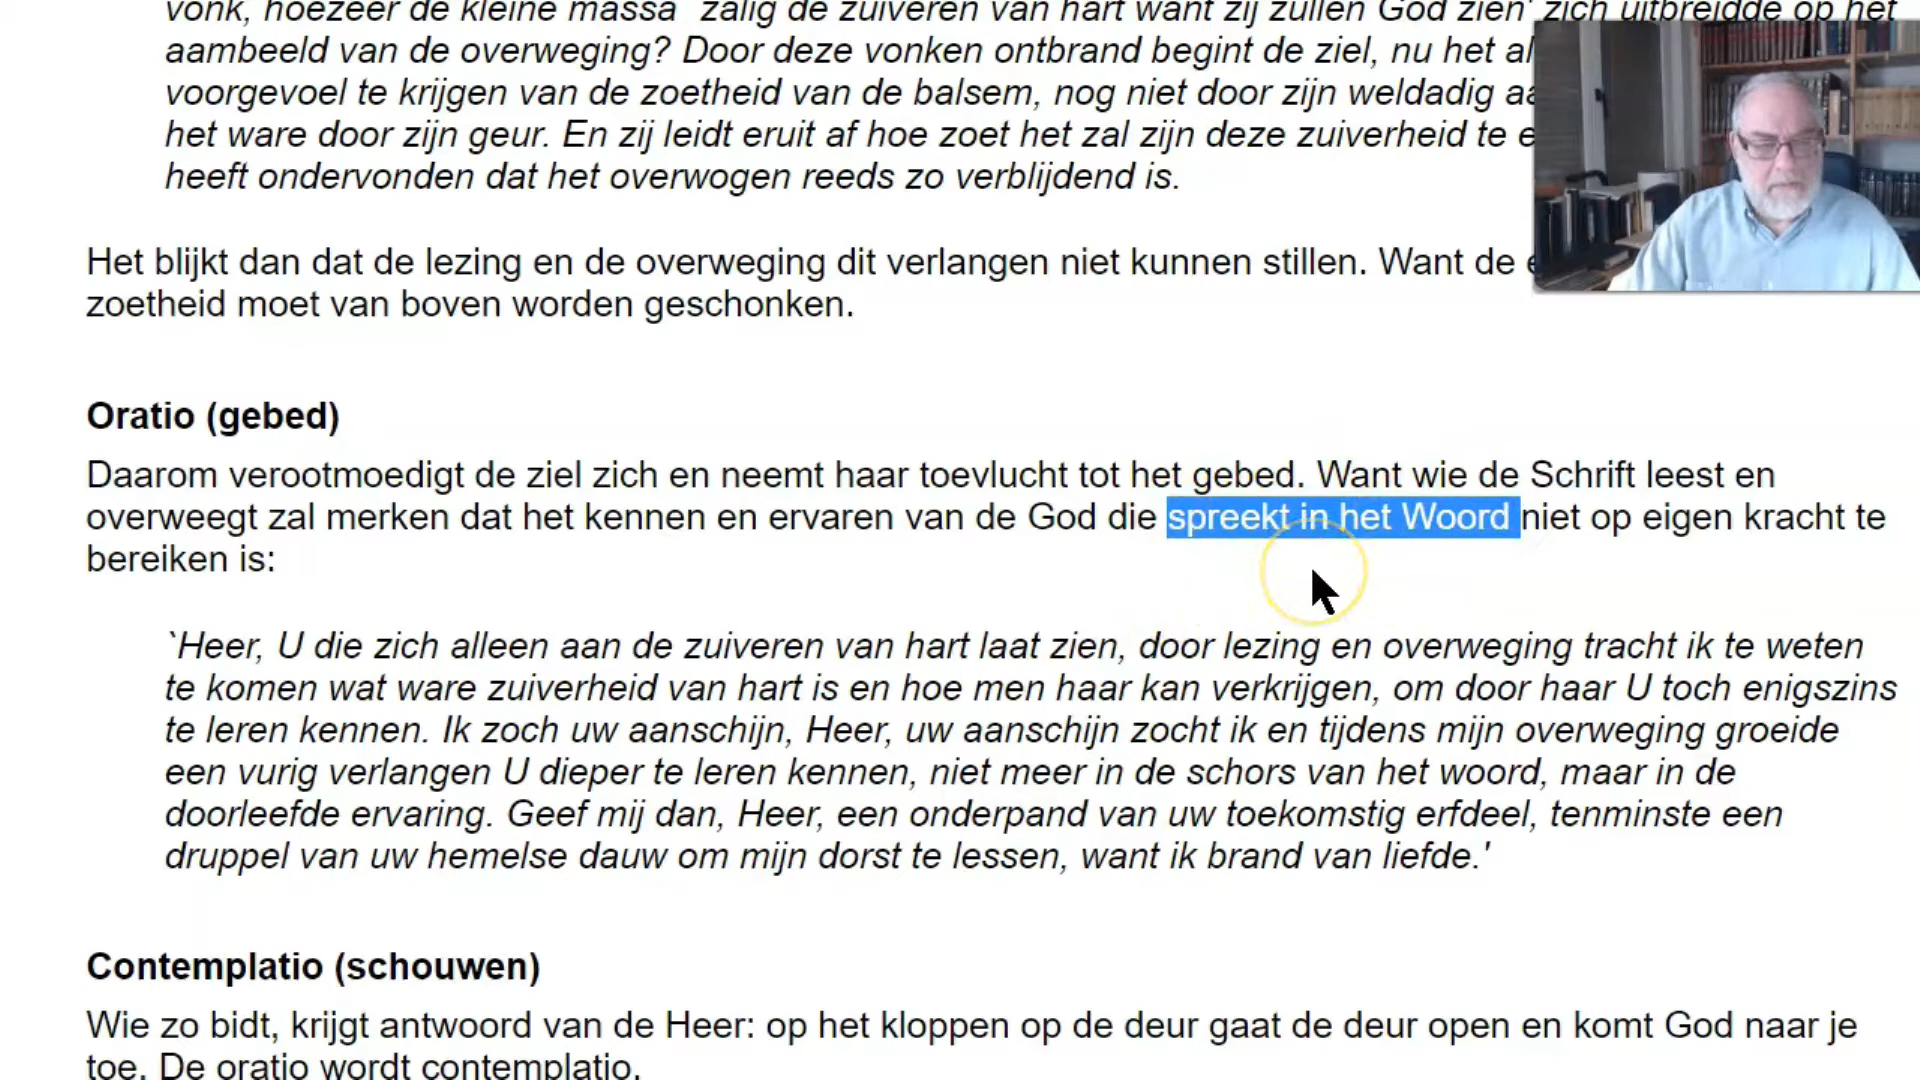 vonk, hoezeer de kleine massa `zalig de zuiveren van hart want zij zullen God zien' zich uitbreidde op het
aambeeld van de overweging? Door deze vonken ontbrand begint de ziel, nu het al
voorgevoel te krijgen van de zoetheid van de balsem, nog niet door zijn weldadig
het ware door zijn geur. En zij leidt eruit af hoe zoet het zal zijn deze zuiverheid te
heeft ondervonden dat het overwogen reeds zo verblijdend is.
Het blijkt dan dat de lezing en de overweging dit verlangen niet kunnen stillen. Want de
zoetheid moet van boven worden geschonken.
Oratio (gebed)
Daarom verootmoedigt de ziel zich en neemt haar toevlucht tot het gebed. Want wie de Schrift leest en
overweegt zal merken dat het kennen en ervaren van de God die spreekt in het Woord niet op eigen kracht te
bereiken is:
`Heer, U die zich alleen aan de zuiveren van hart laat zien, door lezing en overweging tracht ik te weten
te komen wat ware zuiverheid van hart is en hoe men haar kan verkrijgen, om door haar U toch enigszins
te leren kennen. Ik zoch uw aanschijn, Heer, uw aanschijn zocht ik en tijdens mijn overweging groeide
een vurig verlangen U dieper te leren kennen, niet meer in de schors van het woord, maar in de
doorleefde ervaring. Geef mij dan, Heer, een onderpand van uw toekomstig erfdeel, tenminste een
druppel van uw hemelse dauw om mijn dorst te lessen, want ik brand van liefde.'
Contemplatio (schouwen)
Wie zo bidt, krijgt antwoord van de Heer: op het kloppen op de deur gaat de deur open en komt God naar je
toe. De oratio wordt contemplatio.